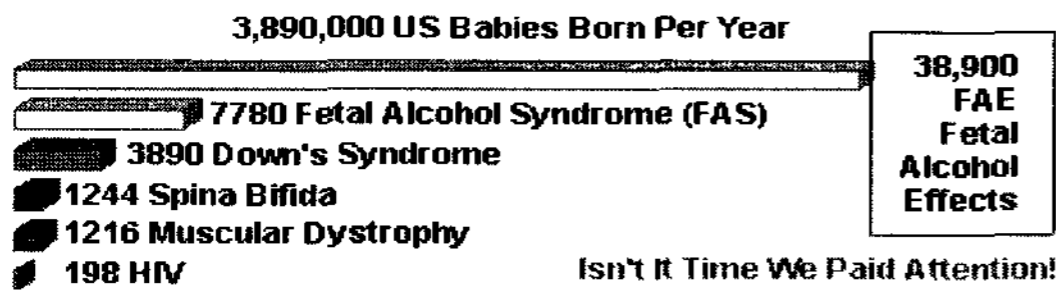 3,890,000 US Babies Born Per Year
38,900
FAE
Fetal
Alcohol
Effects
7780 Fetal Alcohol Syndrome (FAS)
3890 Down's Syndrome
1244 Spina Bifida
1216 Muscular Dystrophy
198 HIV
Isn't It Time We Paid Attention!